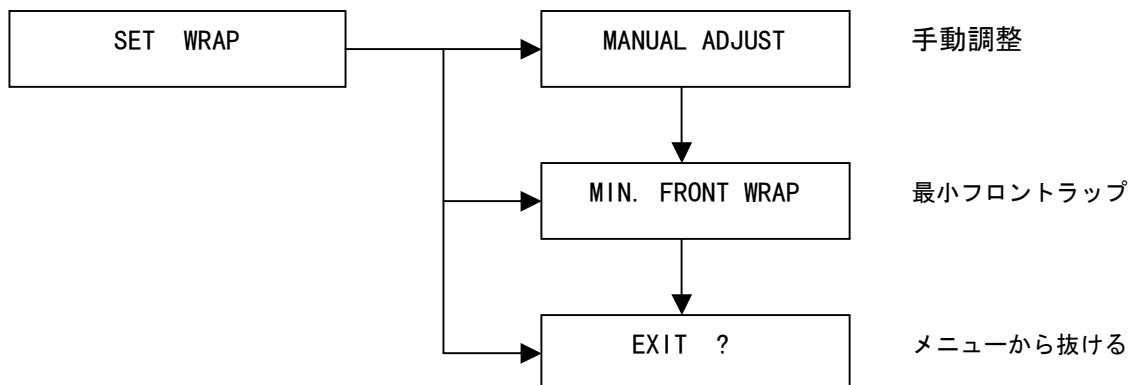 SET WRAP
MANUAL ADJUST
手動調整
MIN. FRONT WRAP
最小フロントラップ
EXIT ?
メニューから抜ける